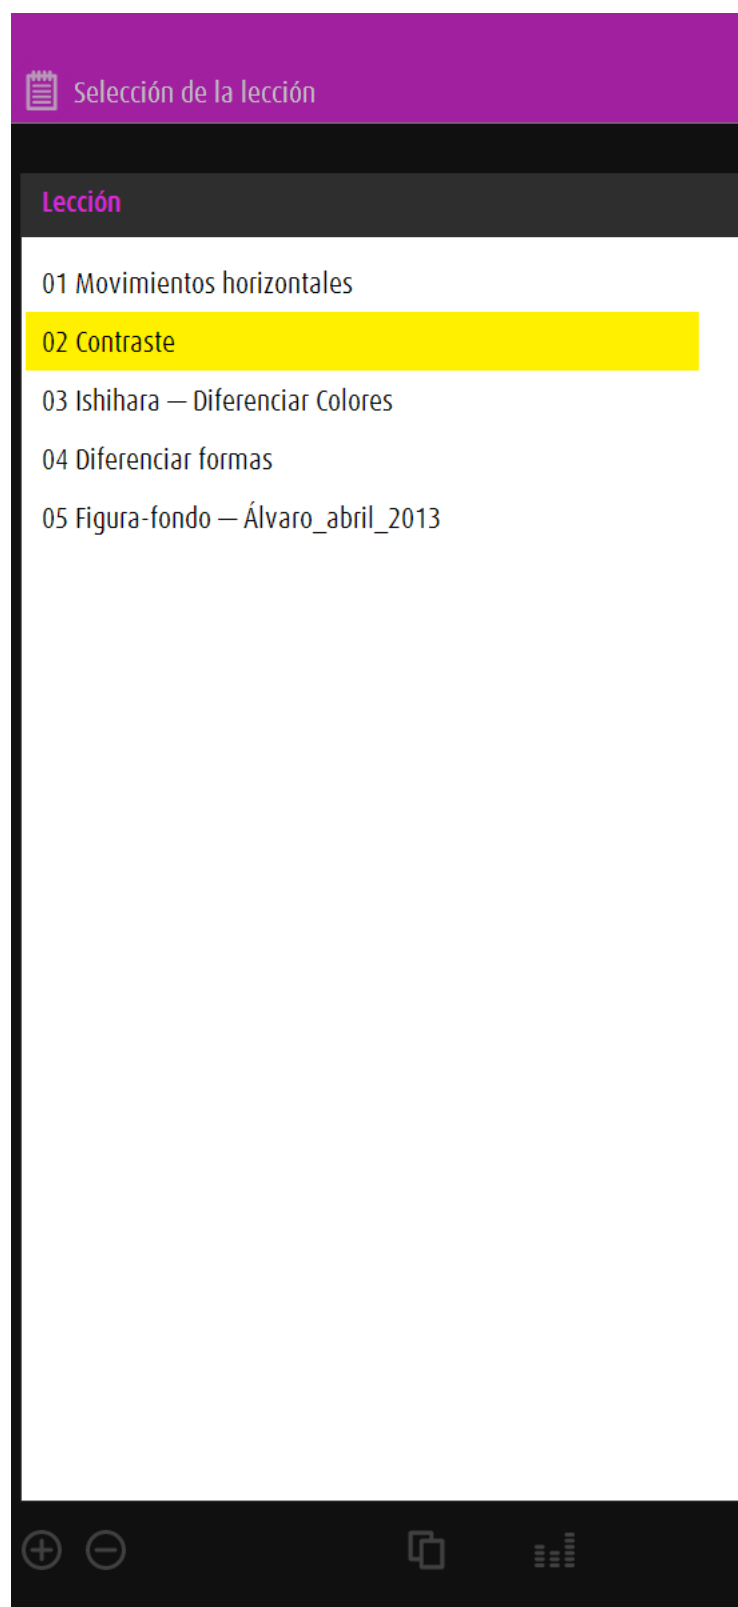 Selección de la lección
Lección
01 Movimientos horizontales
02 Contraste
03 Ishihara — Diferenciar Colores
04 Diferenciar formas
05 Figura-fondo — Álvaro_abril_2013